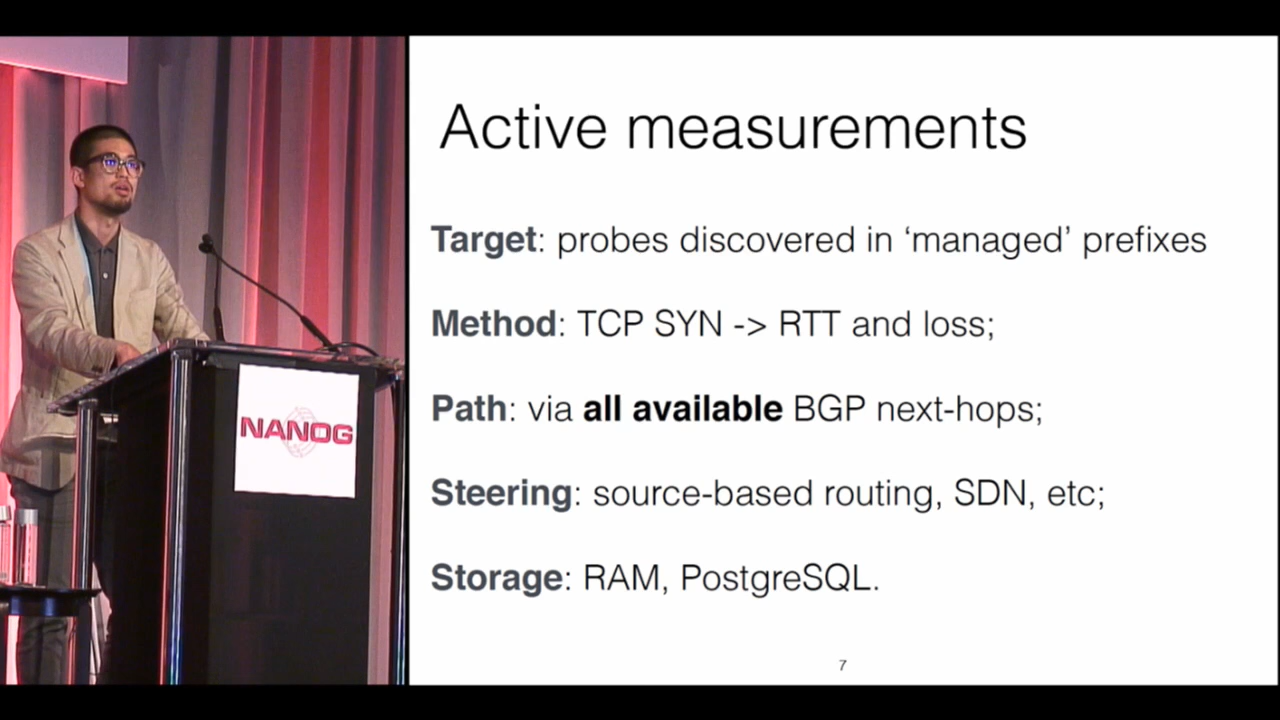 NANOG
Active measurements
Target: probes discovered in ‘managed’ prefixes
Method: TCP SYN -> RTT and loss;
Path: via all available BGP next-hops;
Steering: source-based routing, SDN, etc;
Storage: RAM, PostgreSQL.
7